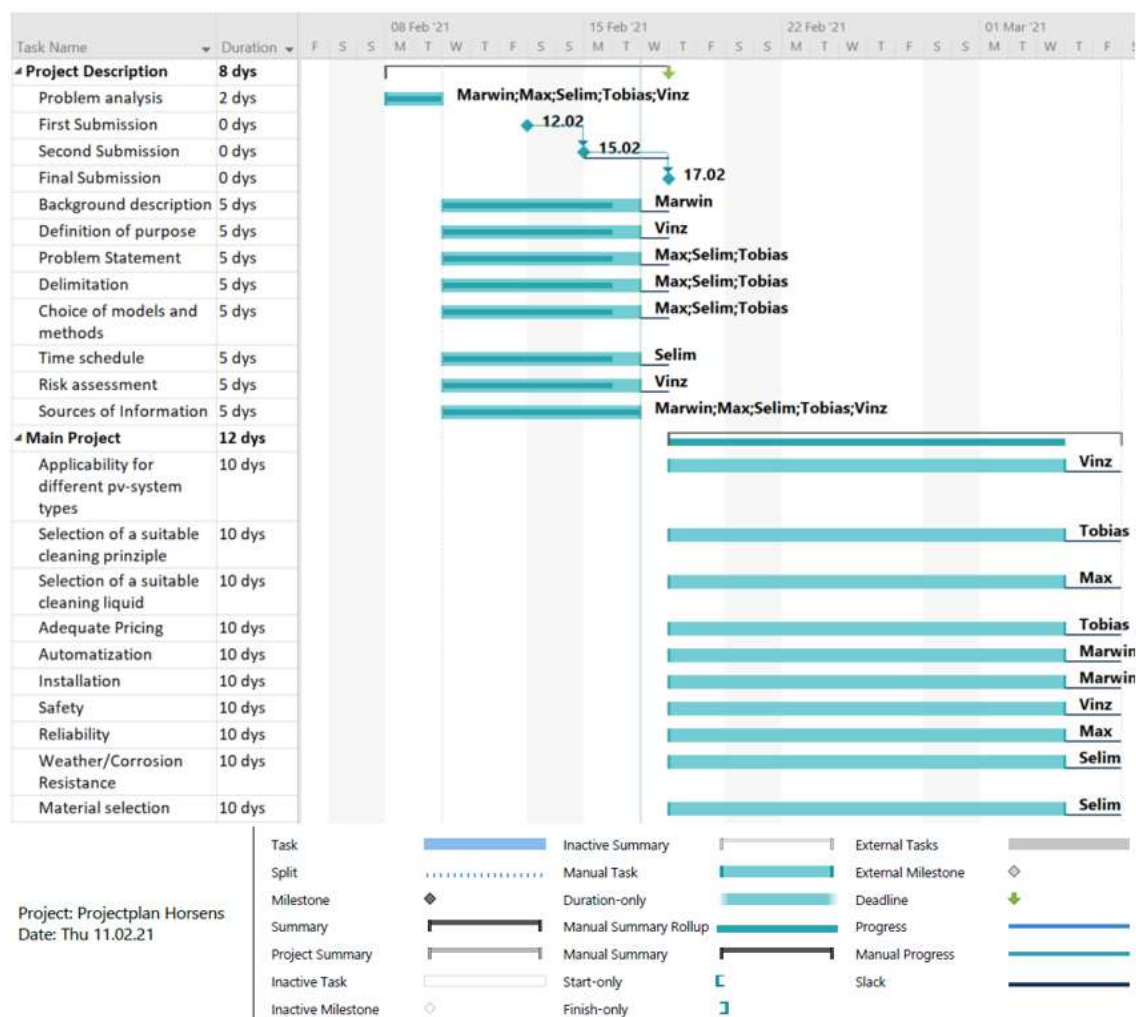 08 Feb '21 15 Feb '21 22 Feb '21 01 Mar '21
Task Name Duration F S S M T W T F S S M T W T F S S M T W T F S S M T W T F S
Project Description 8 dys
Problem analysis 2 dys Marwin;Max;Selim;Tobias;Vinz
First Submission 0 dys 12.02
Second Submission 0 dys 15.02
Final Submission 0 dys 17.02
Background description 5 dys Marwin
Definition of purpose 5 dys Vinz
Problem Statement 5 dys Max;Selim;Tobias
Delimitation 5 dys Max;Selim;Tobias
Choice of models and 5 dys Max;Selim;Tobias
methods
Time schedule 5 dys Selim
Risk assessment 5 dys Vinz
Sources of Information 5 dys Marwin;Max;Selim;Tobias;Vinz
Main Project 12 dys
Applicability for 10 dys Vinz
different pv-system
types
Selection of a suitable 10 dys Tobias
cleaning prinziple
Selection of a suitable 10 dys Max
cleaning liquid
Adequate Pricing 10 dys Tobias
Automatization 10 dys Marwin
Installation 10 dys Marwin
Safety 10 dys Vinz
Reliability 10 dys Max
Weather/Corrosion 10 dys Selim
Resistance
Material selection 10 dys Selim
Project: Projectplan Horsens
Date: Thu 11.02.21
Task Inactive Summary External Tasks
Split Manual Task External Milestone
Milestone Duration-only Deadline
Summary Manual Summary Rollup Progress
Project Summary Manual Summary Manual Progress
Inactive Task Start-only Slack
Inactive Milestone Finish-only